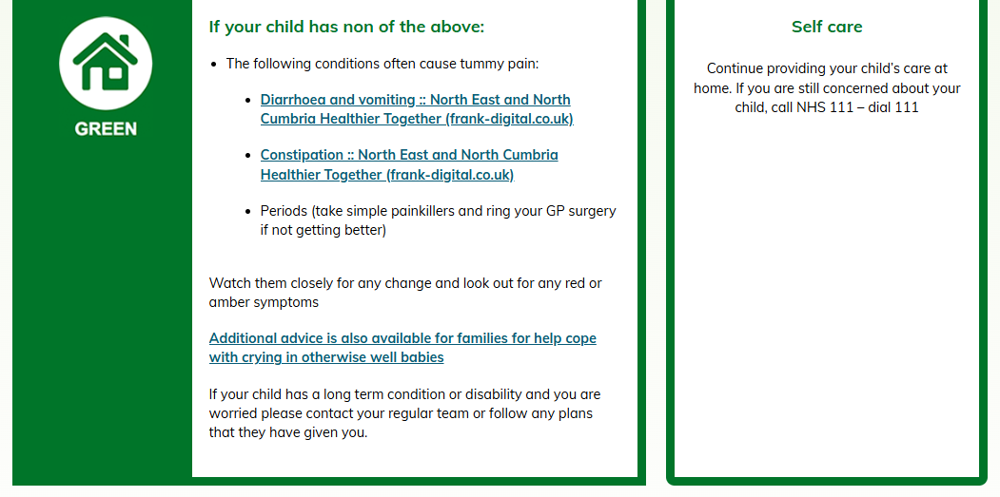 GREEN
If your child has non of the above:
• The following conditions often cause tummy pain:
• Diarrhoea and vomiting :: North East and North
Cumbria Healthier Together (frank-digital.co.uk)
• Constipation :: North East and North Cumbria
Healthier Together (frank-digital.co.uk)
• Periods (take simple painkillers and ring your GP surgery
if not getting better)
Watch them closely for any change and look out for any red or
amber symptoms
Additional advice is also available for families for help cope
with crying in otherwise well babies
If your child has a long term condition or disability and you are
worried please contact your regular team or follow any plans
that they have given you.
Self care
Continue providing your child's care at
home. If you are still concerned about your
child, call NHS 111 – dial 111